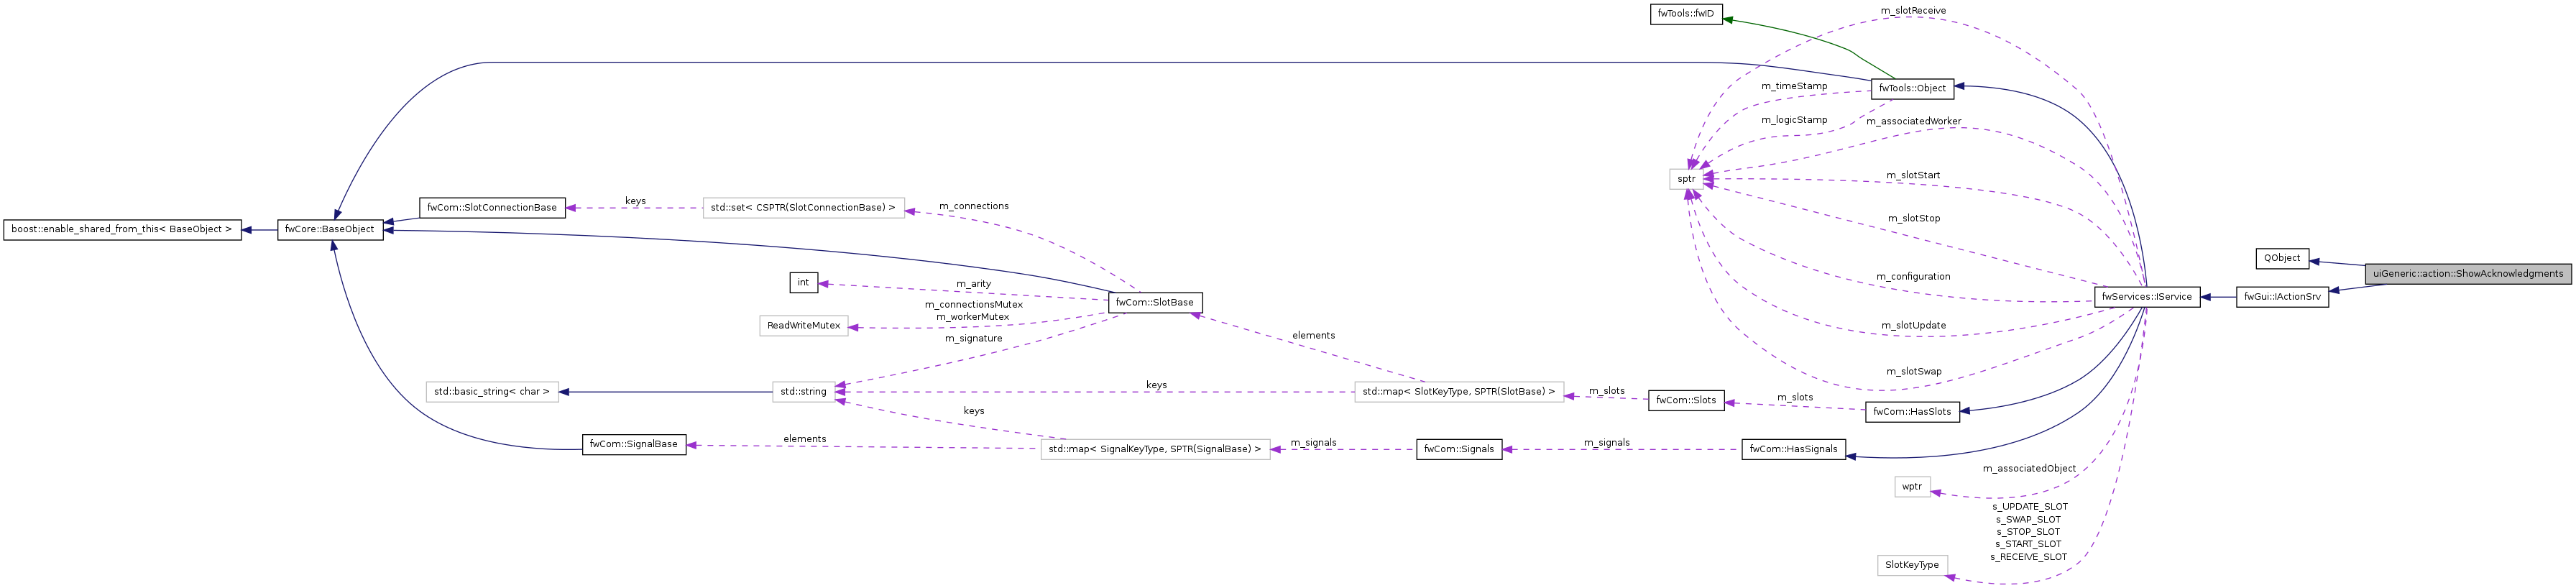 m_slotReceive
fwTools::fwID
fwTools::Object
m_timeStamp
m_logicStamp
m_associatedWorker
sptr
m_slotStart
m_slotStop
m_configuration
m_slotUpdate
m_slotSwap
boost::enable_shared_from_this< BaseObject >
fwCore::BaseObject
fwCom::SlotConnectionBase
keys
std::set< CSPTR(SlotConnectionBase) >
m_connections
int
m_arity
m_connectionsMutex
m_workerMutex
ReadWriteMutex
m_signature
fwCom::SlotBase
elements
QObject
uiGeneric::action::ShowAcknowledgments
fwServices::IService
fwGui::IActionSrv
std::basic_string< char >
std::string
keys
std::map< SlotKeyType, SPTR(SlotBase) >
m_slots
fwCom::Slots
m_slots
fwCom::HasSlots
keys
fwCom::SignalBase
elements
std::map< SignalKeyType, SPTR(SignalBase) >
m_signals
fwCom::Signals
m_signals
fwCom::HasSignals
m_associatedObject
wptr
s_UPDATE_SLOT
s_SWAP_SLOT
s_STOP_SLOT
s_START_SLOT
s_RECEIVE_SLOT
SlotKeyType